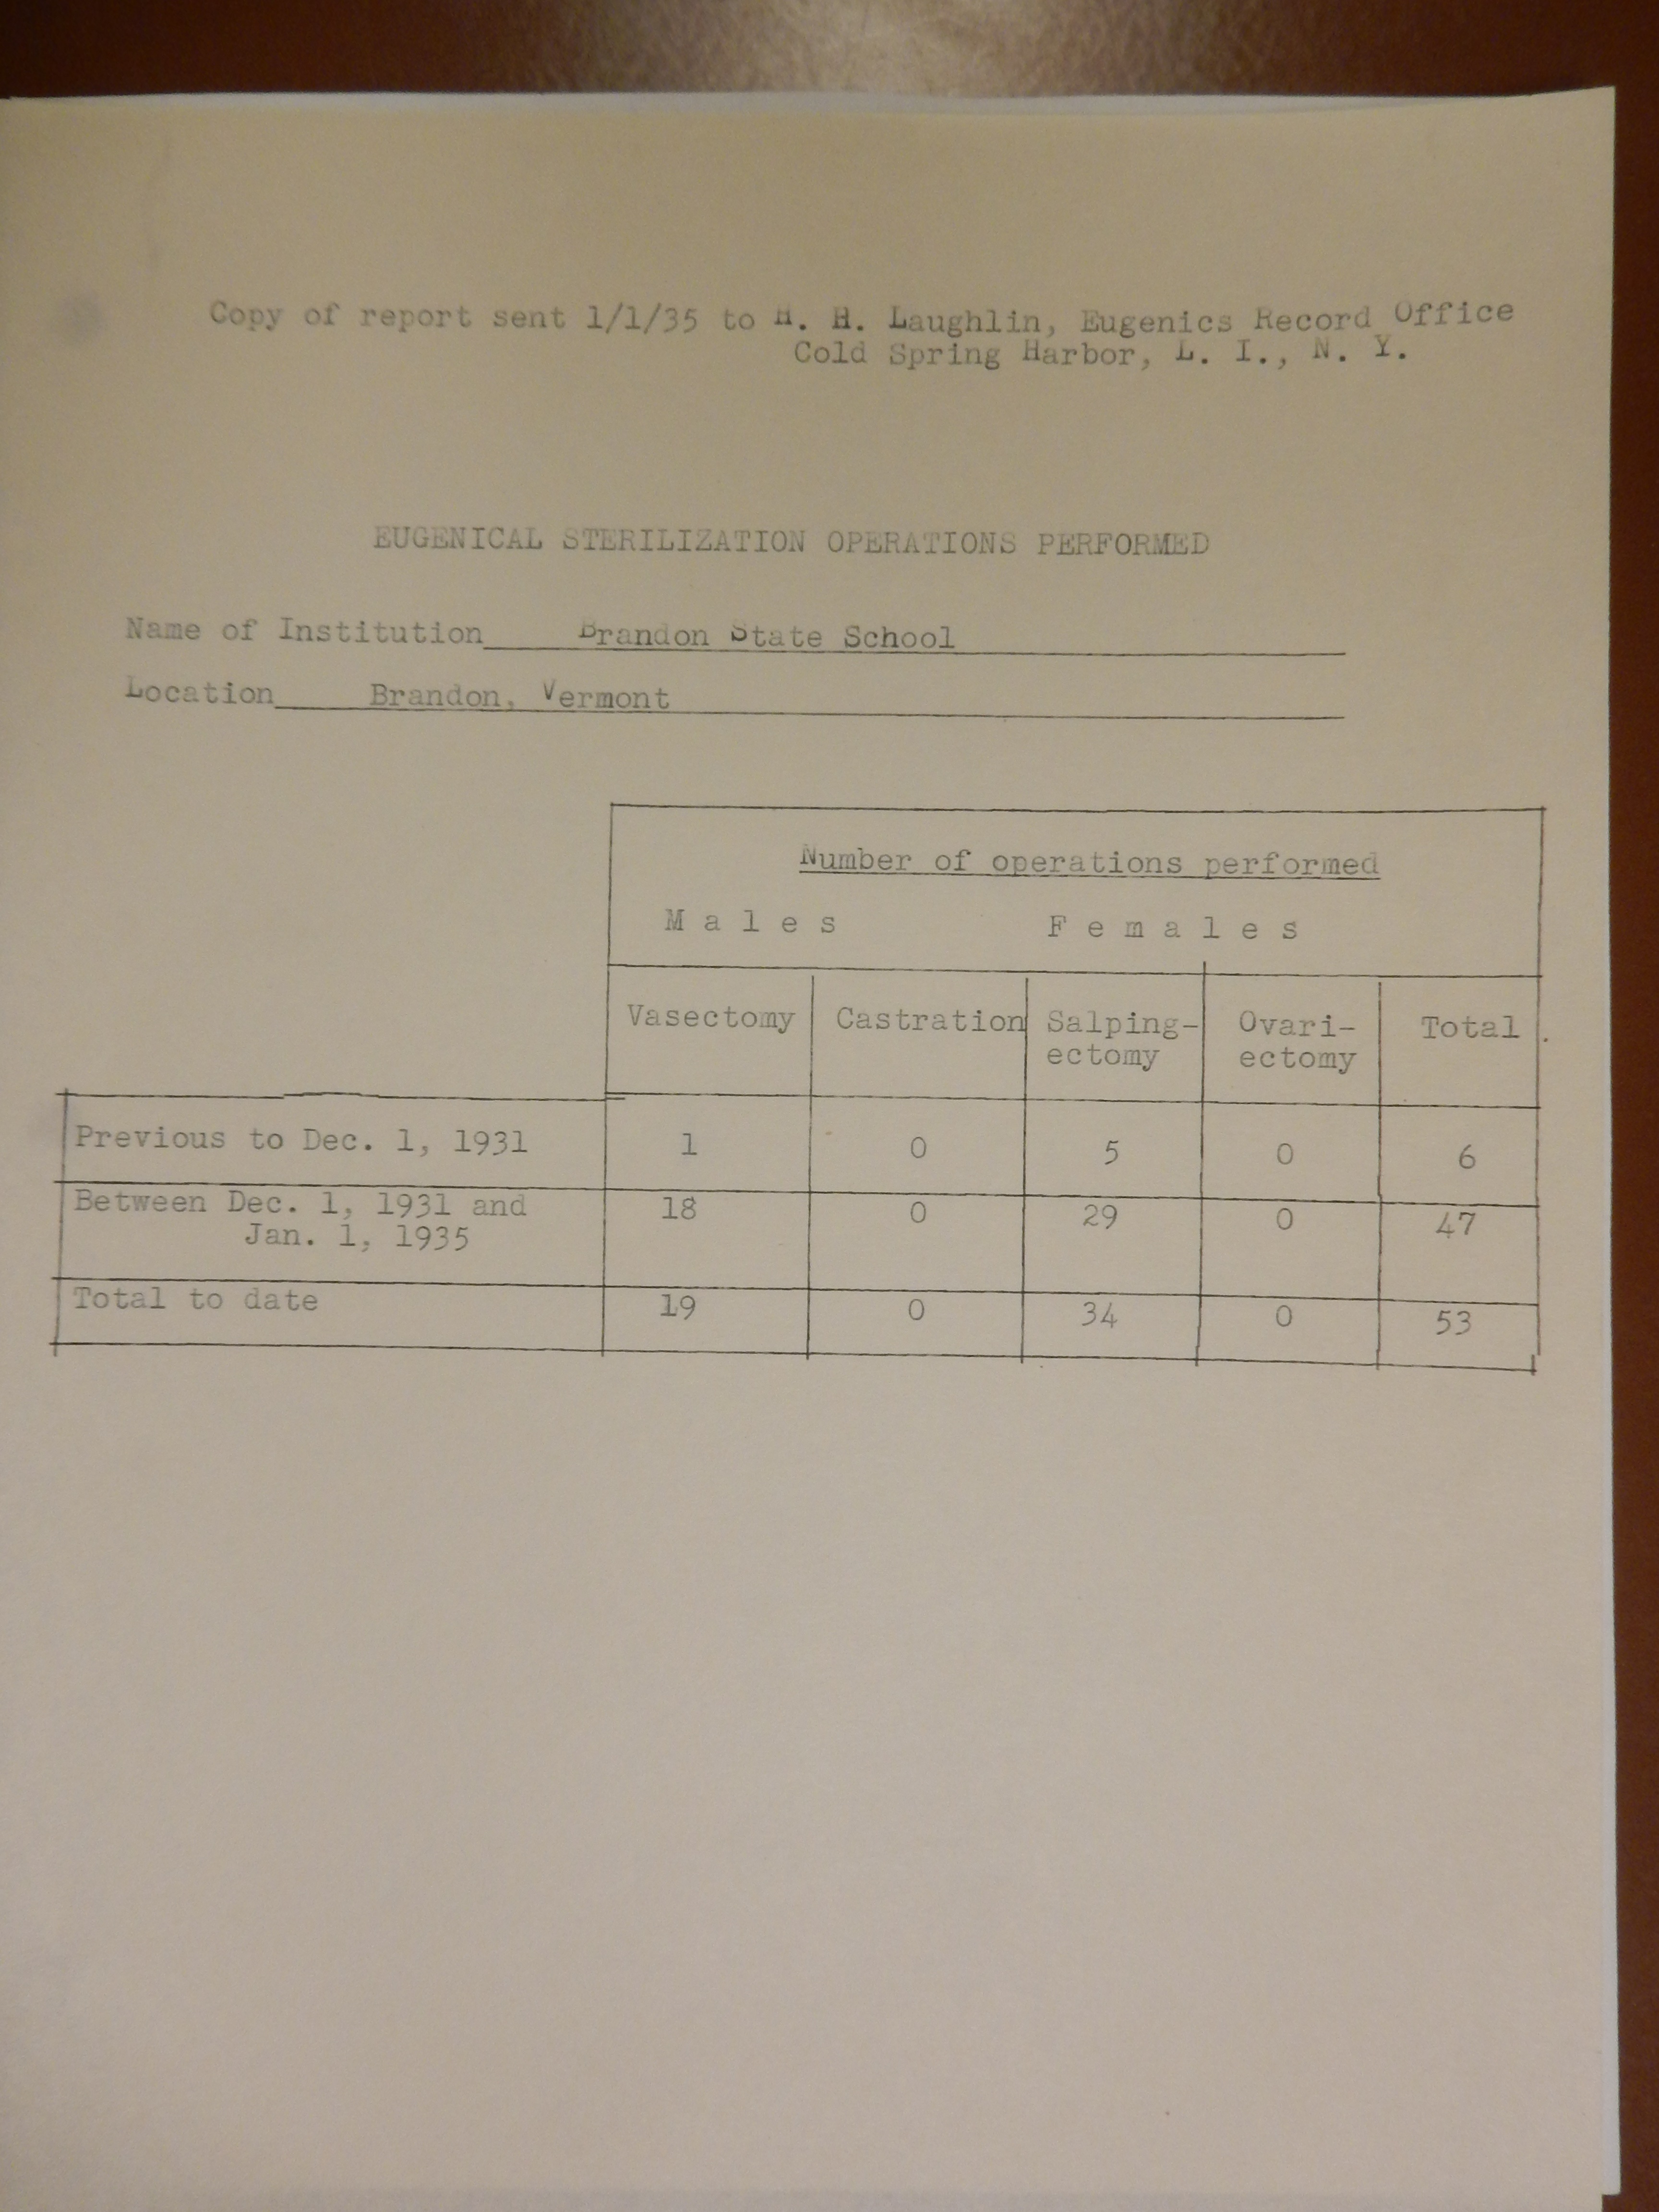 Copy of report sent 1/1/35 to H. H. Laughlin, Eugenics Record Office
Cold Spring Harbor, L. I., N. Y.
EUGENICAL STERILIZATION OPERATIONS PERFORMED
Name of Institution Brandon State School
Location Brandon, Vermont
Number of operations performed
Males Females
Vasectomy Castration Salping- Ovari- Total
ectomy ectomy
Previous to Dec. 1, 1931 1 0 5 0 6
Between Dec. 1, 1931 and 18 0 29 0 47
Jan. 1, 1935
Total to date 19 0 34 0 53